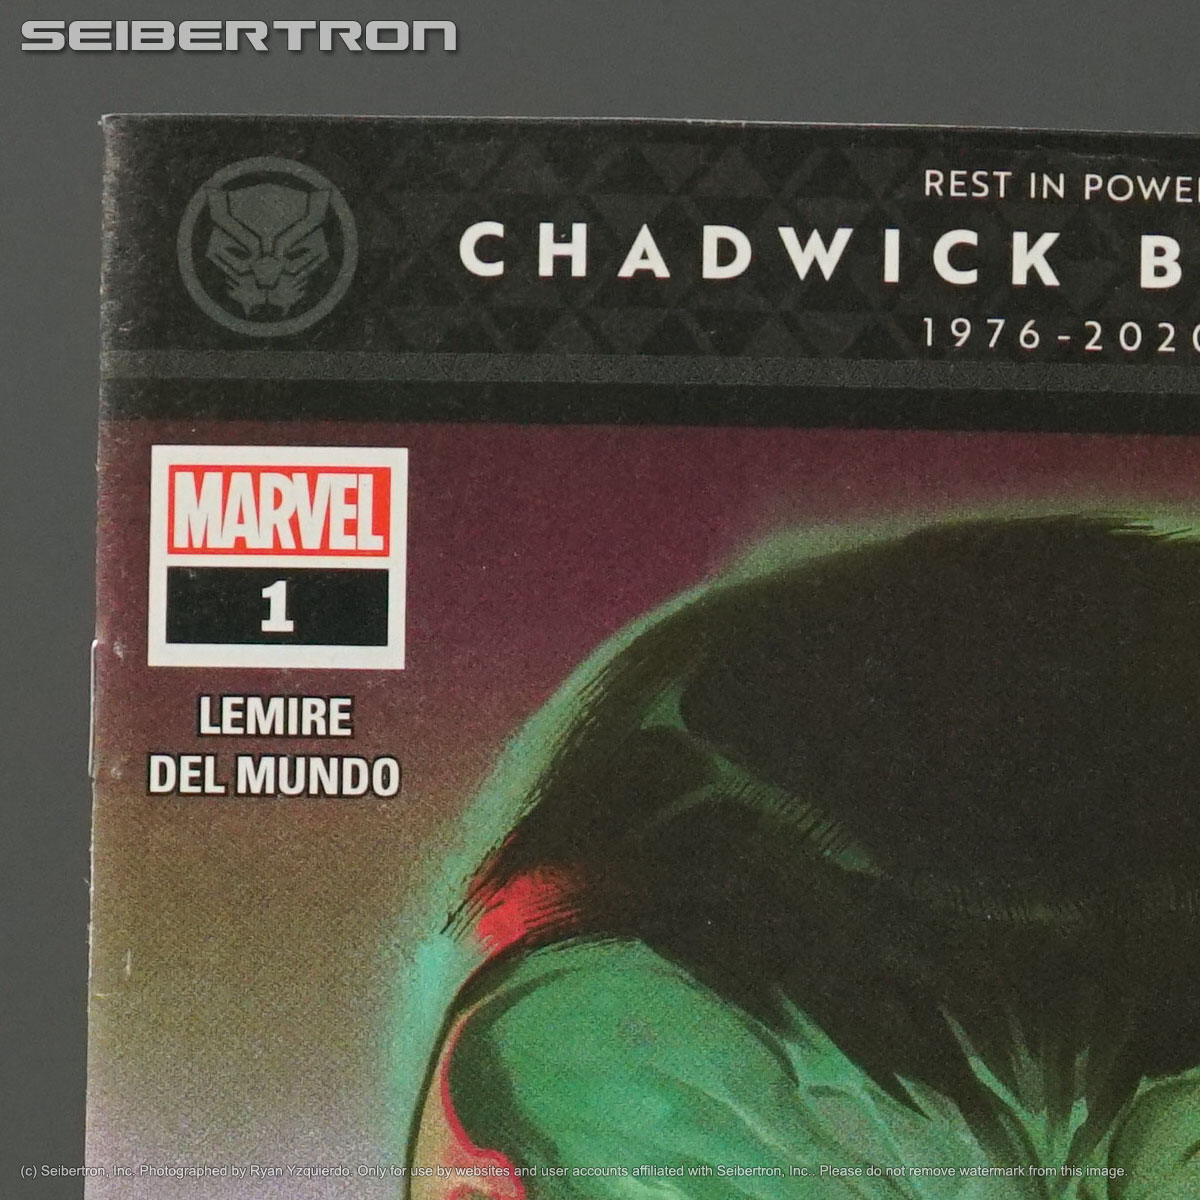 SEIBERTRON
REST IN POWE
CHADWICK B
1976-2020
MARVEL
1
LEMIRE
DEL MUNDO
(c) Seibertron, Inc. Photographed by Ryan Yzquierdo. Only for use by websites and user accounts affiliated with Seibertron, Inc.. Please do not remove watermark from this image.